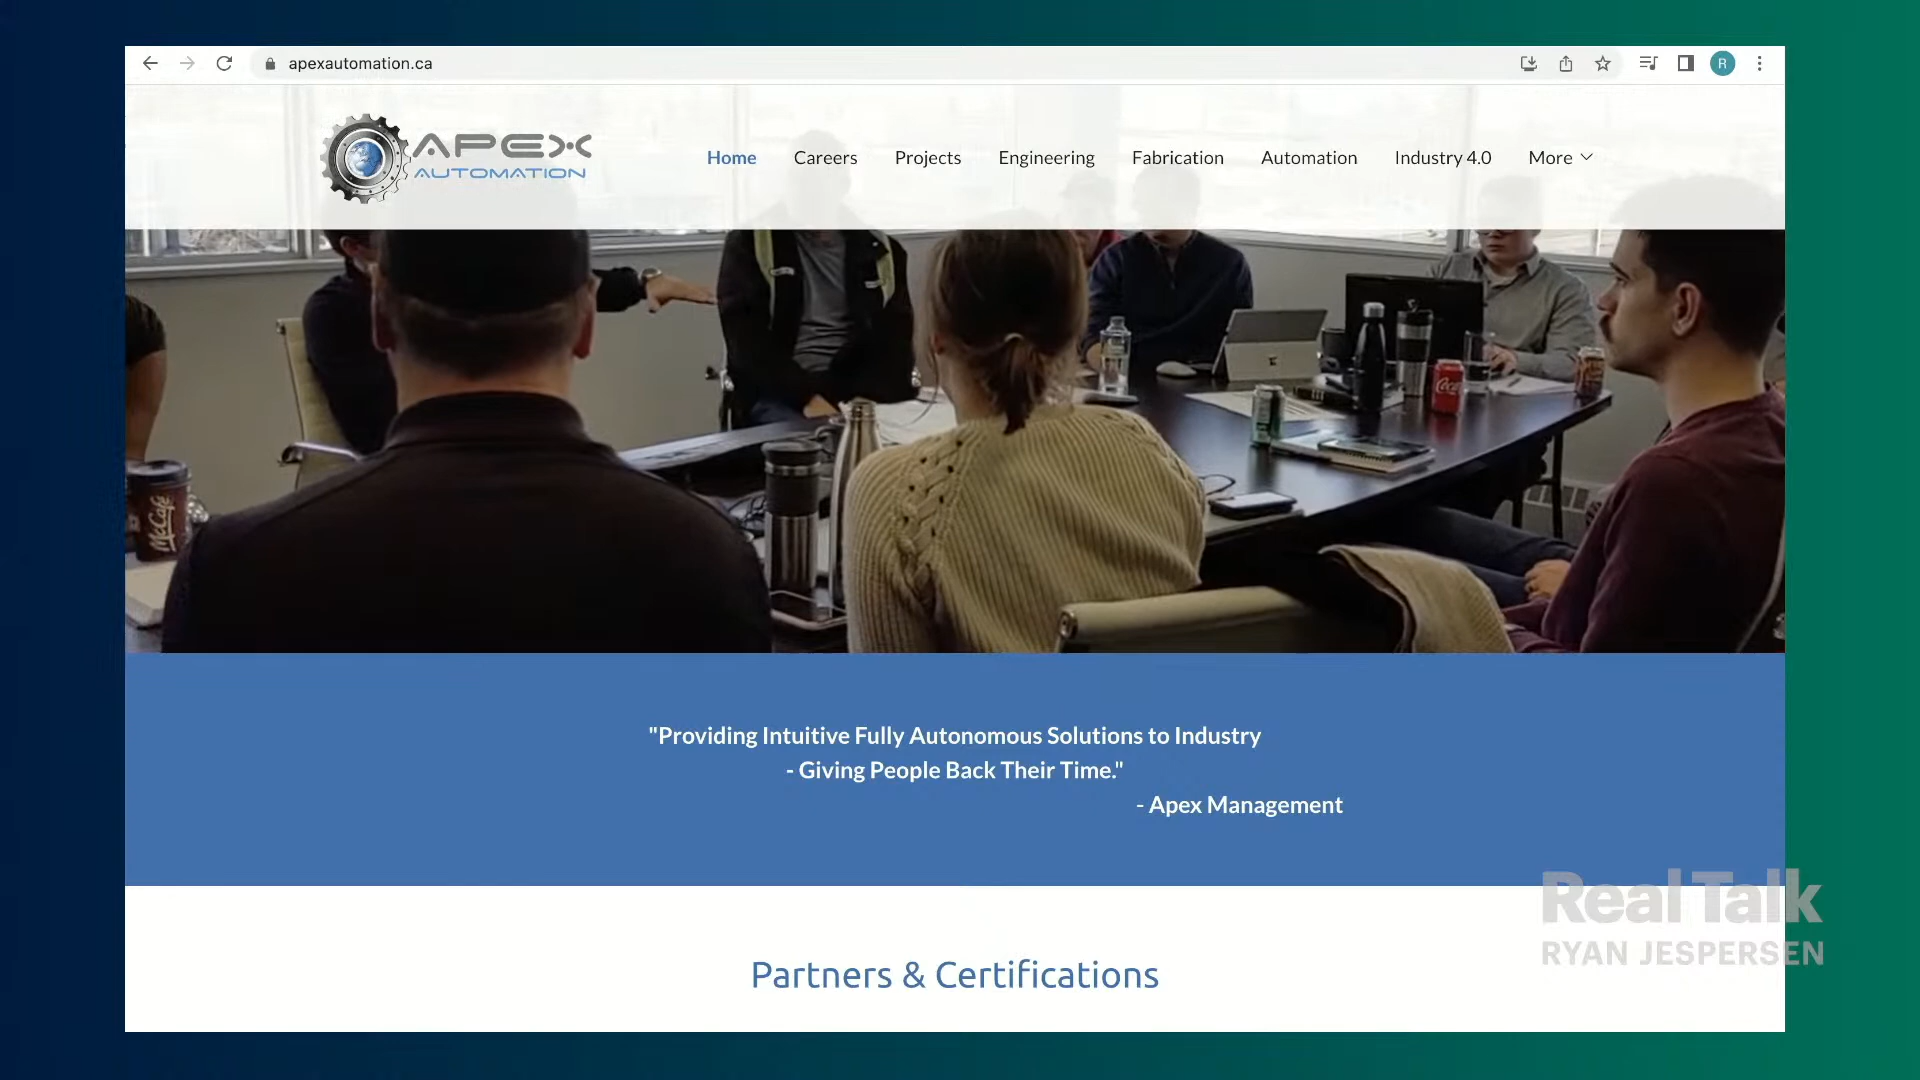 apexautomation.ca
R
APEX
AUTOMATION
Home Careers Projects Engineering Fabrication Automation Industry 4.0 More
McCafé
"Providing Intuitive Fully Autonomous Solutions to Industry
- Giving People Back Their Time."
- Apex Management
Real Talk
RYAN JESPERSEN
Partners & Certifications